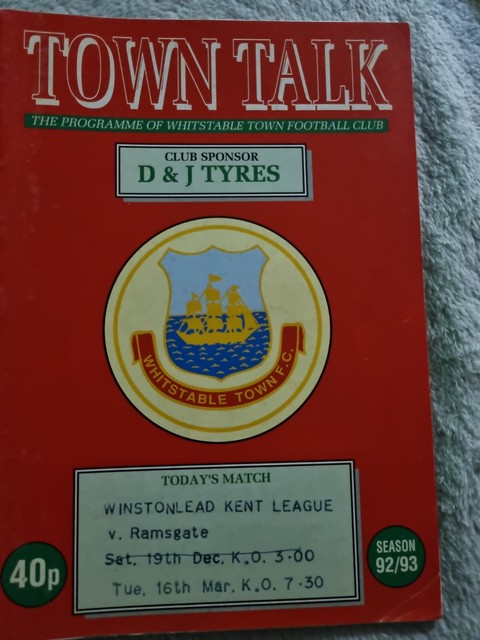 TOWN TALK
THE PROGRAMME OF WHITSTABLE TOWN FOOTBALL CLUB
CLUB SPONSOR
D & J TYRES
WHITSTABLE TOWN F.C.
TODAY'S MATCH
WINSTONLEAD KENT LEAGUE
v. Ramsgate
Sat. 19th Dec. K.O. 3.00
Tue. 16th Mar. K.O. 7.30
40p
SEASON
92/93